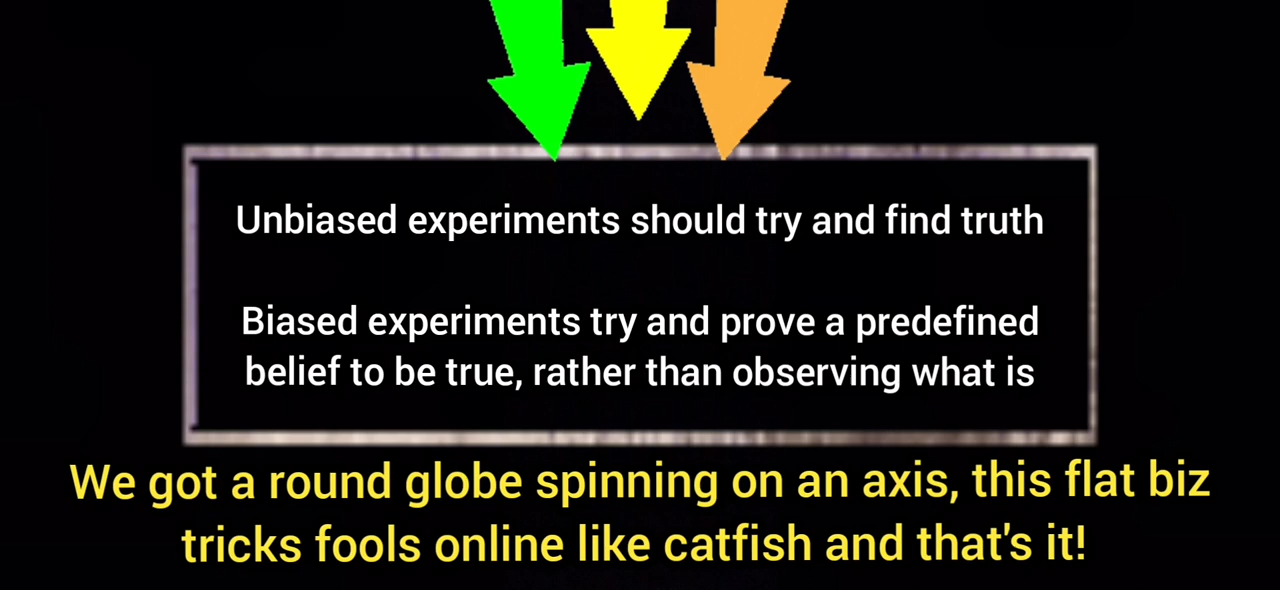 Unbiased experiments should try and find truth
Biased experiments try and prove a predefined
belief to be true, rather than observing what is
We got a round globe spinning on an axis, this flat biz
tricks fools online like catfish and that's it!